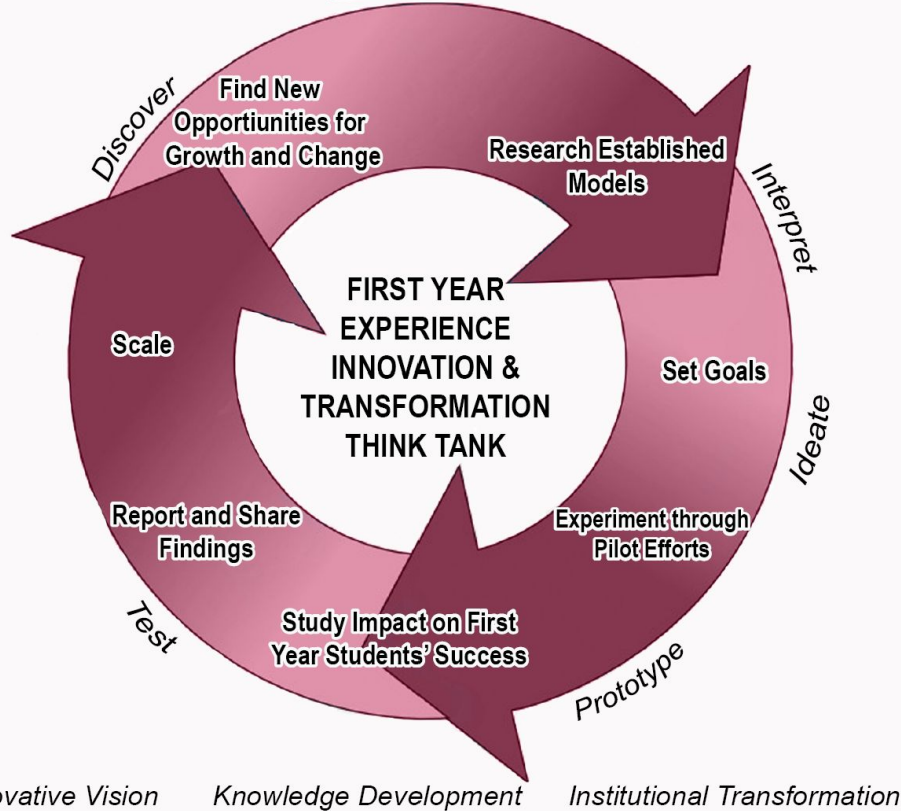 Discover
Find New
Opportiunities for
Growth and Change
Research Established
Models
Interpret
FIRST YEAR
EXPERIENCE
INNOVATION &
TRANSFORMATION
THINK TANK
Set Goals
Ideate
Experiment through
Pilot Efforts
Prototype
Study Impact on First
Year Students’ Success
Test
Report and Share
Findings
Scale
Vision Knowledge Development Institutional Transformation